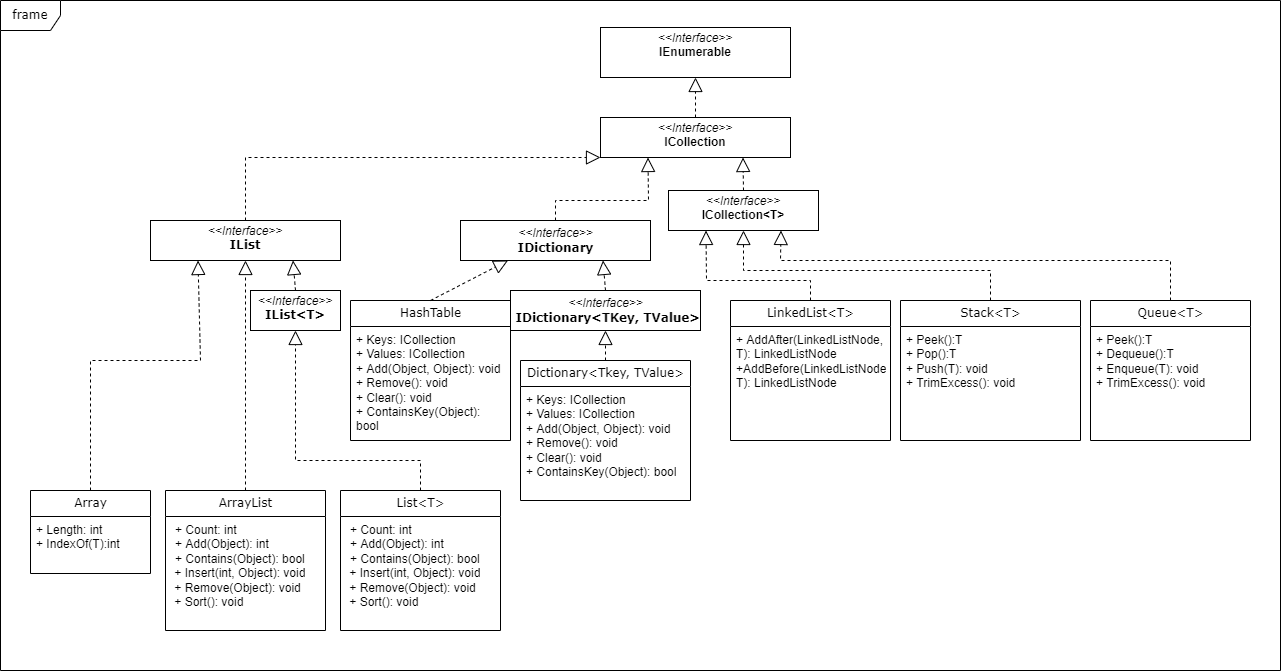 frame
<<Interface>>
IEnumerable
<<Interface>>
ICollection
<<Interface>>
ICollection<T>
<<Interface>>
IList
<<Interface>>
IDictionary
<<Interface>>
IList<T>
HashTable
+ Keys: ICollection
+ Values: ICollection
+ Add(Object, Object): void
+ Remove(): void
+ Clear(): void
+ ContainsKey(Object):
bool
<<Interface>>
IDictionary<TKey, TValue>
Dictionary<Tkey, TValue>
+ Keys: ICollection
+ Values: ICollection
+ Add(Object, Object): void
+ Remove(): void
+ Clear(): void
+ ContainsKey(Object): bool
LinkedList<T>
+ AddAfter(LinkedListNode,
T): LinkedListNode
+AddBefore(LinkedListNode
T): LinkedListNode
Stack<T>
+ Peek():T
+ Pop():T
+ Push(T): void
+ TrimExcess(): void
Queue<T>
+ Peek():T
+ Dequeue():T
+ Enqueue(T): void
+ TrimExcess(): void
Array
+ Length: int
+ IndexOf(T):int
ArrayList
+ Count: int
+ Add(Object): int
+ Contains(Object): bool
+ Insert(int, Object): void
+ Remove(Object): void
+ Sort(): void
List<T>
+ Count: int
+ Add(Object): int
+ Contains(Object): bool
+ Insert(int, Object): void
+ Remove(Object): void
+ Sort(): void